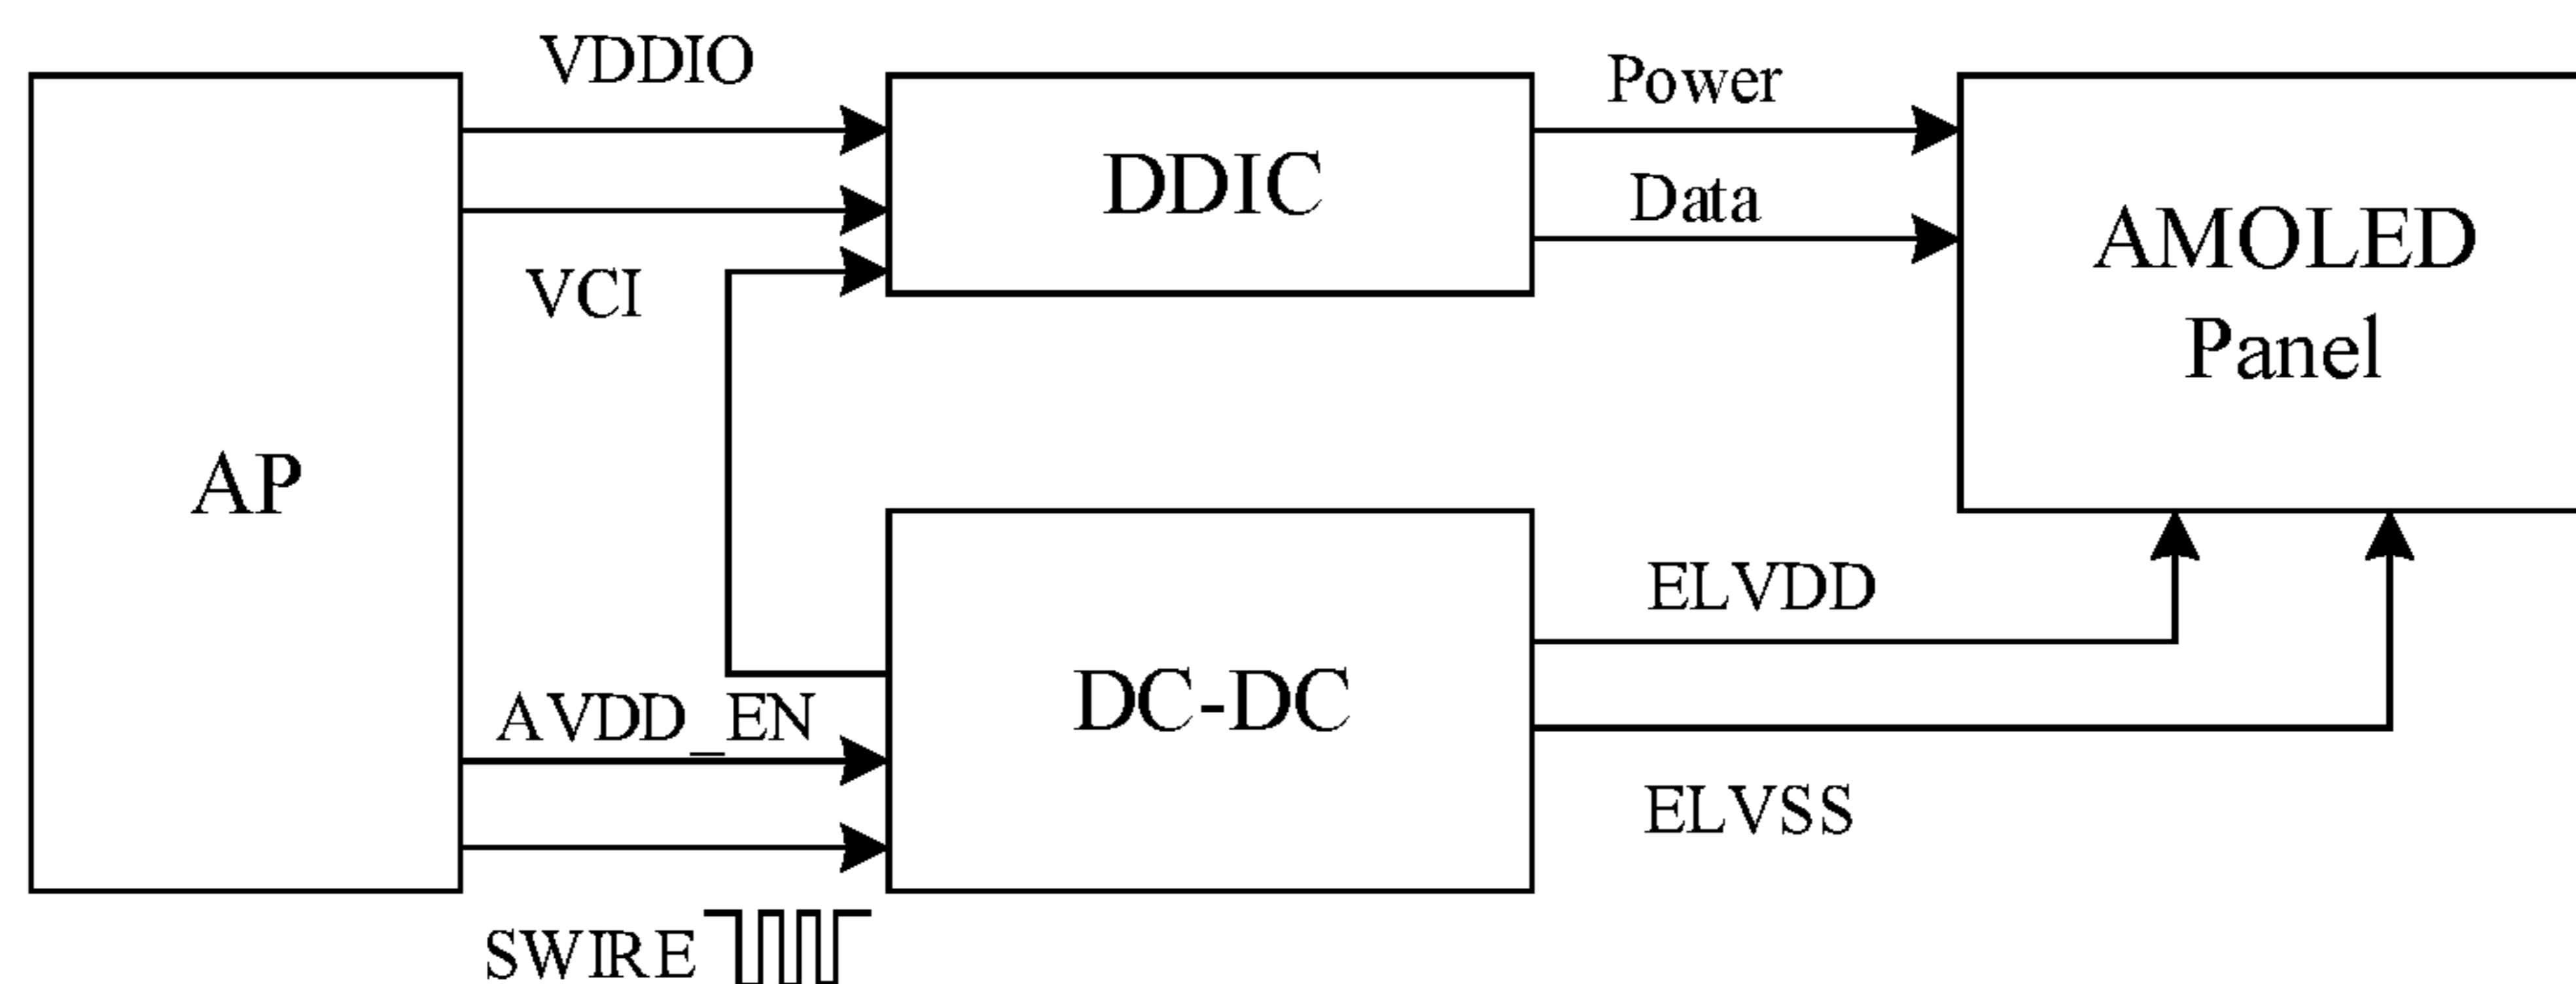 VDDIO
Power
DDIC
Data
AMOLED
Panel
VCI
AP
ELVDD
AVDD_EN
DC-DC
ELVSS
SWIRE